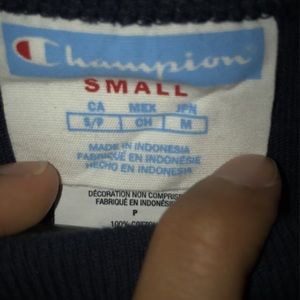 Champion
SMALL
CA MEX JPN
S/P CH M
MADE IN INDONESIA
FABRIQUÉ EN INDONÉSIE
HECHO EN INDONESIA
DÉCORATION NON COMPRISE
FABRIQUÉ EN INDONÉSIE
P
100%